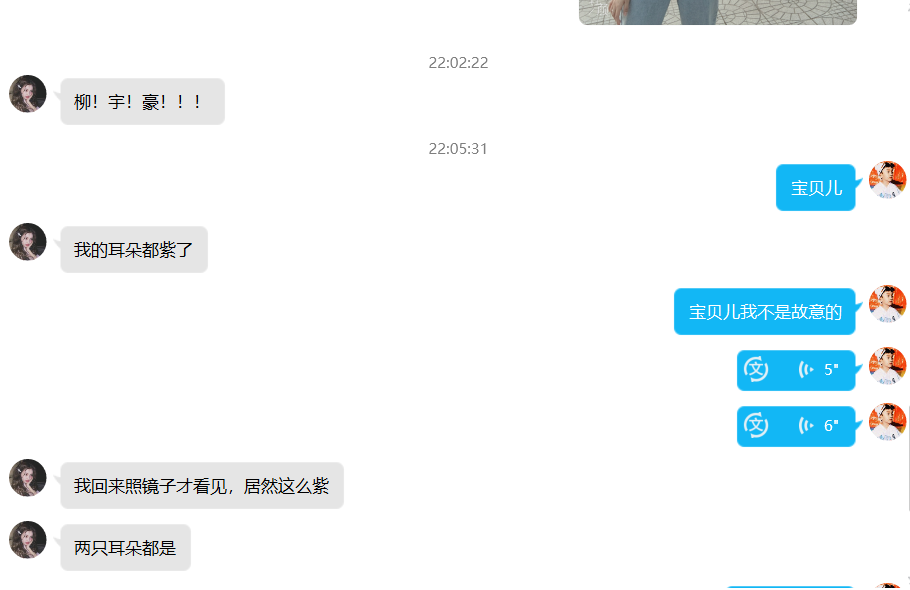 22:02:22
柳！宇！豪！！！
22:05:31
宝贝儿
我的耳朵都紫了
宝贝儿我不是故意的
文 5"
文 6"
我回来照镜子才看见，居然这么紫
两只耳朵都是